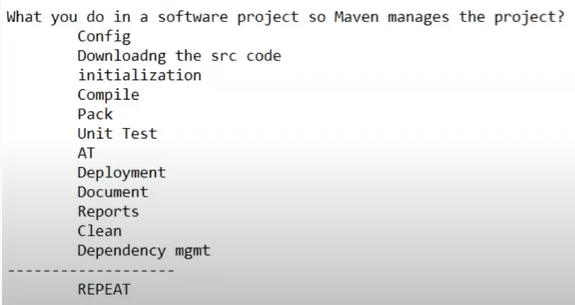 What you do in a software project so Maven manages the project?
Config
Downloadng the src code
initialization
Compile
Pack
Unit Test
AT
Deployment
Document
Reports
Clean
Dependency mgmt
-------------------
REPEAT